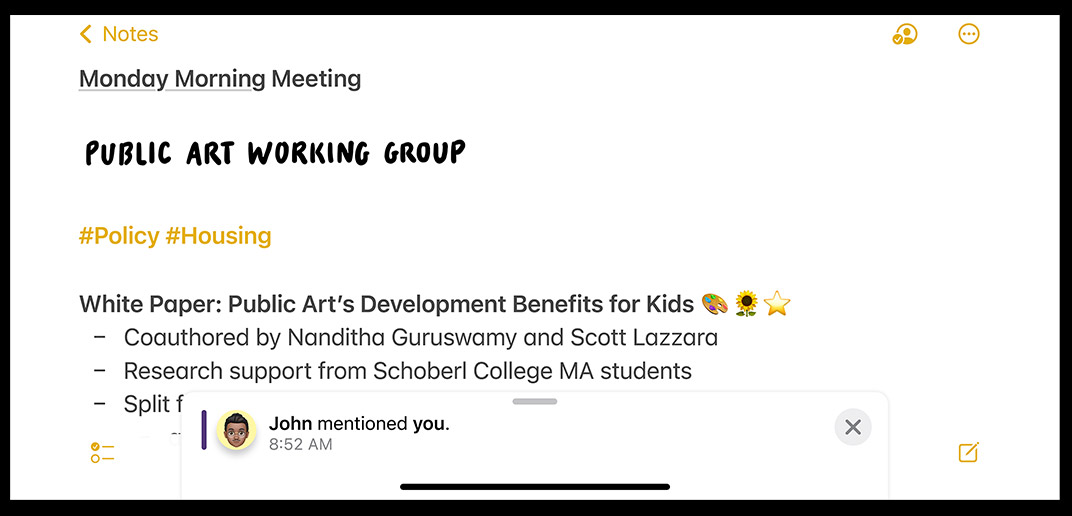 Notes
Monday Morning Meeting
PUBLIC ART WORKING GROUP
#Policy #Housing
White Paper: Public Art’s Development Benefits for Kids 🎨🌻⭐
– Coauthored by Nanditha Guruswamy and Scott Lazzara
– Research support from Schoberl College MA students
– Split f
John mentioned you.
8:52 AM